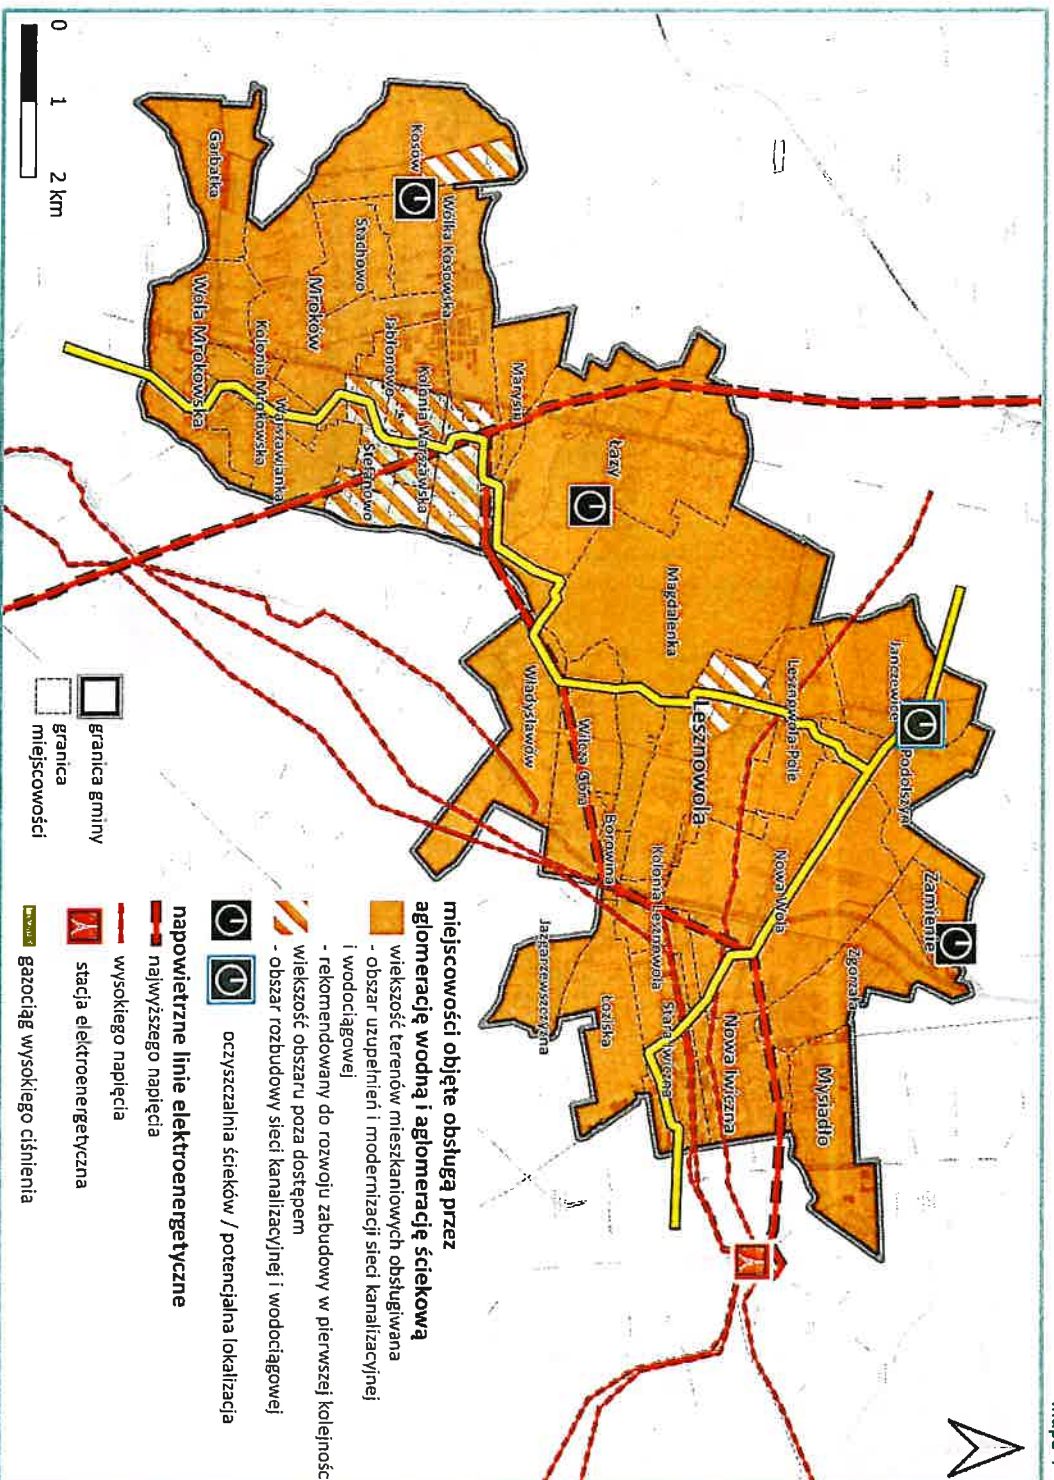 0 1 2 km
Garbatka
Kosów
Wólka Kosowska
Stachowo
Mroków
Jabłonowo
Kolonia Warszawska
Wola Mrokowska
Kolonia Mrokowska
Warszawianka
Stefanowo
Marysin
Łazy
Magdalenka
Władysławów
Wilcza Góra
Lesznowola
Lesznowola-Pole
Janczewice
Podolszyn
Borowina
Kolonia Lesznowola
Nowa Wola
Zamienie
Zgorzała
Jazgarzewszczyzna
Łoziska
Stara Iwiczna
Nowa Iwiczna
Mysiadło
granica gminy
granica
miejscowości
miejscowości objęte obsługą przez
aglomerację wodną i aglomerację ściekową
większość terenów mieszkaniowych obsługiwana
- obszar uzupełnień i modernizacji sieci kanalizacyjnej
i wodociągowej
- rekomendowany do rozwoju zabudowy w pierwszej kolejnośc
większość obszaru poza dostępem
- obszar rozbudowy sieci kanalizacyjnej i wodociągowej
oczyszczalnia ścieków / potencjalna lokalizacja
napowietrzne linie elektroenergetyczne
najwyższego napięcia
wysokiego napięcia
stacja elektroenergetyczna
gazociąg wysokiego ciśnienia